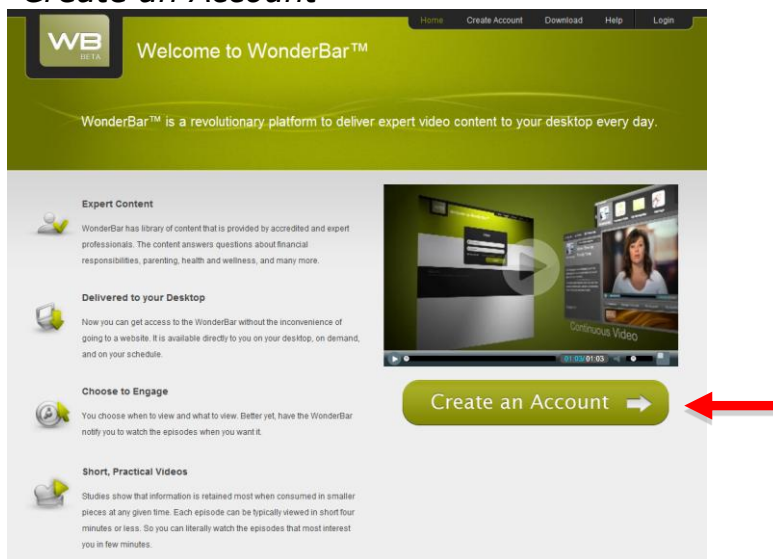 Create an Account
Home Create Account Download Help Login
WB
BETA
Welcome to WonderBar™
WonderBar™ is a revolutionary platform to deliver expert video content to your desktop every day.
Expert Content
WonderBar has library of content that is provided by accredited and expert
professionals. The content answers questions about financial
responsibilities, parenting, health and wellness, and many more.
Delivered to your Desktop
Now you can get access to the WonderBar without the inconvenience of
going to a website. It is available directly to you on your desktop, on demand,
and on your schedule.
Choose to Engage
You choose when to view and what to view. Better yet, have the WonderBar
notify you to watch the episodes when you want it.
Short, Practical Videos
Studies show that information is retained most when consumed in smaller
pieces at any given time. Each episode can be typically viewed in short four
minutes or less. So you can literally watch the episodes that most interest
you in few minutes.
Continuous Video
01:03/01:03
Create an Account